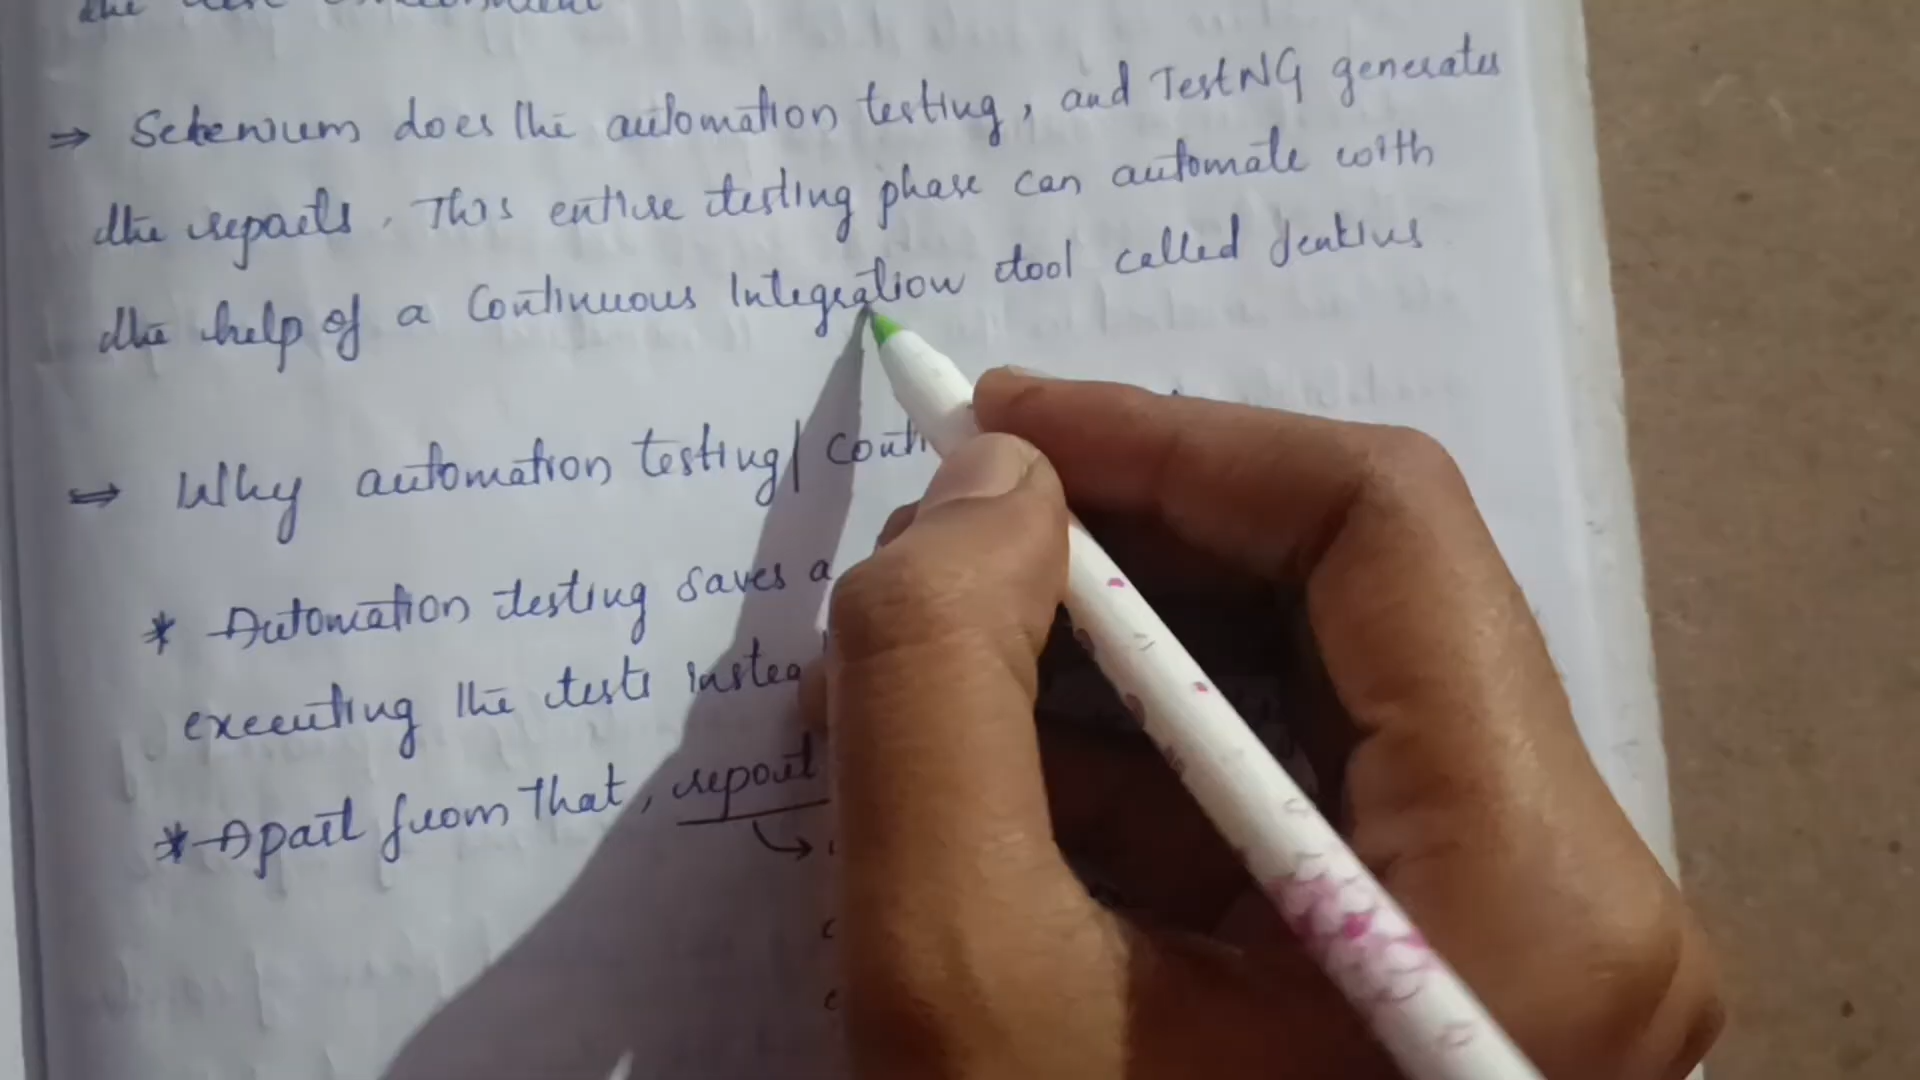 the
⇒ Selenium does the automation testing, and TestNG generates
the reports. This entire testing phase can automate with
the help of a Continuous Integration tool called Jenkins
⇒ Why automation testing/
* Automation testing saves a
executing the tests
* Apart from that, report